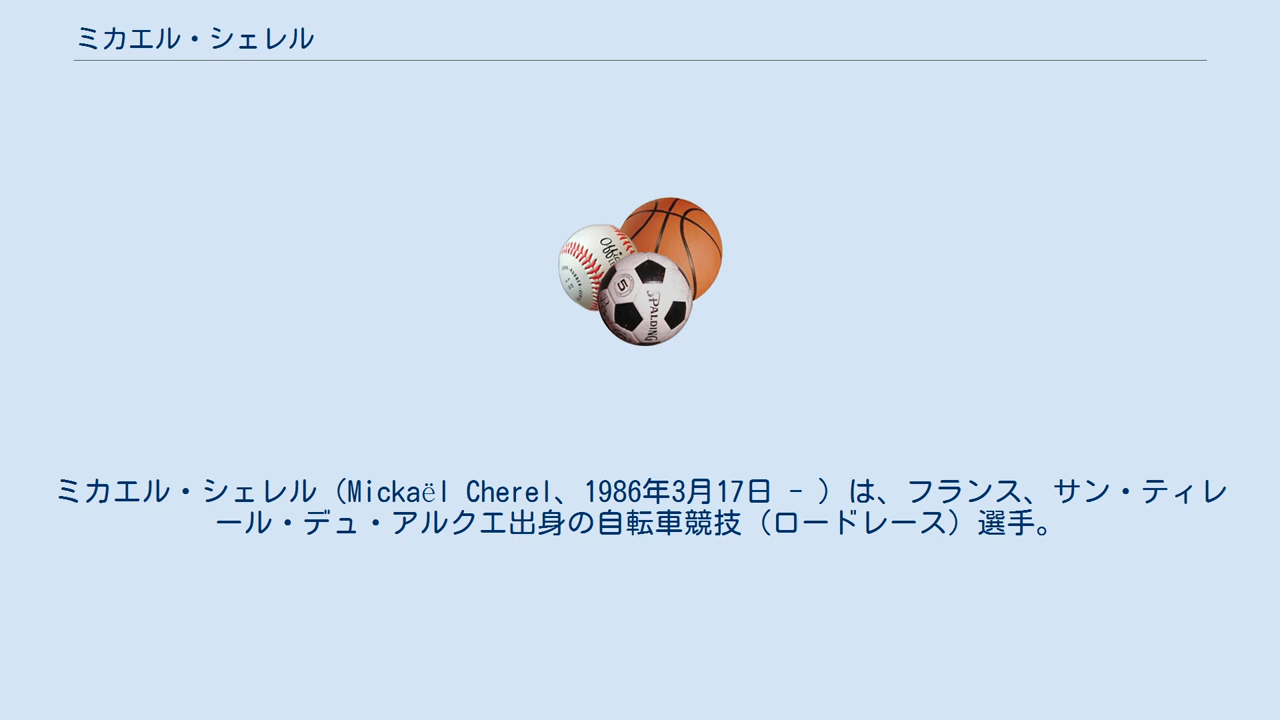 ミカエル・シェレル
Offi
5
SPALDING
ミカエル・シェレル（Mickaël Cherel、1986年3月17日 - ）は、フランス、サン・ティレ
ール・デュ・アルクエ出身の自転車競技（ロードレース）選手。